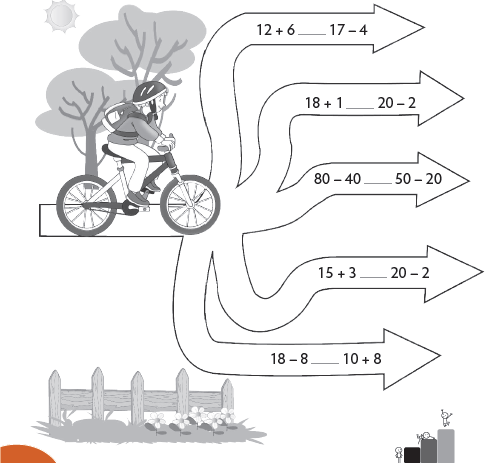 12 + 6 ____ 17 – 4
18 + 1 ____ 20 – 2
80 – 40 ____ 50 – 20
15 + 3 ____ 20 – 2
18 – 8 ____ 10 + 8